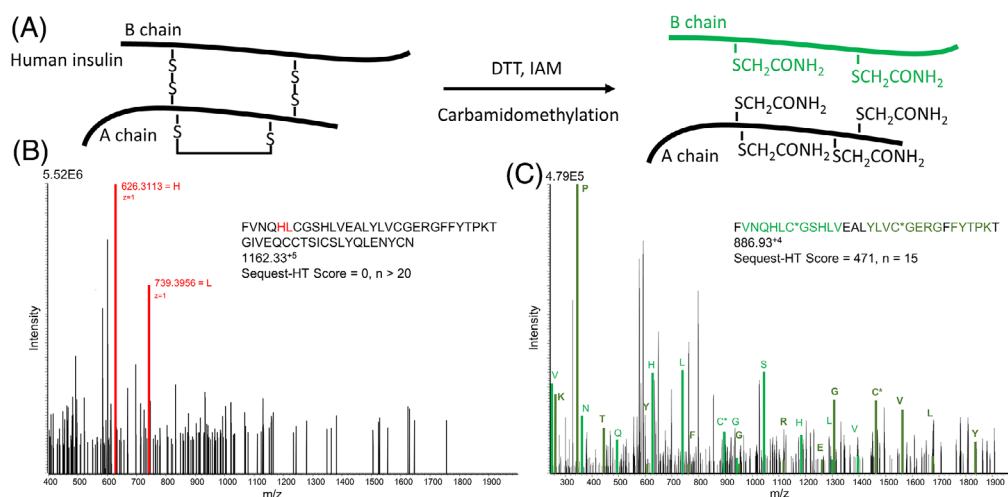 (A)
B chain
Human insulin
S
S
S
S
A chain
S
S
DTT, IAM
Carbamidomethylation
B chain
SCH2CONH2
SCH2CONH2
SCH2CONH2
SCH2CONH2
A chain
SCH2CONH2
SCH2CONH2
(B)
5.52E6
626.3113 = H
z=1
739.3956 = L
z=1
FVNQHLCGSHLVEALYLVCGERGFFYTPKT
GIVEQCCTSICSLYQLENYCN
1162.33+5
Sequest-HT Score = 0, n > 20
Intensity
400 500 600 700 800 900 1000 1100 1200 1300 1400 1500 1600 1700 1800 1900
m/z
(C)
4.79E5
P
FVNQHLC*GSHLVEALYLVC*GERGFFYTPKT
886.93+4
Sequest-HT Score = 471, n = 15
V
K
N
T
Q
Y
H
L
F
C*
G
G
S
R
H
E
L
G
V
C*
V
L
Y
Intensity
300 400 500 600 700 800 900 1000 1100 1200 1300 1400 1500 1600 1700 1800 1900
m/z